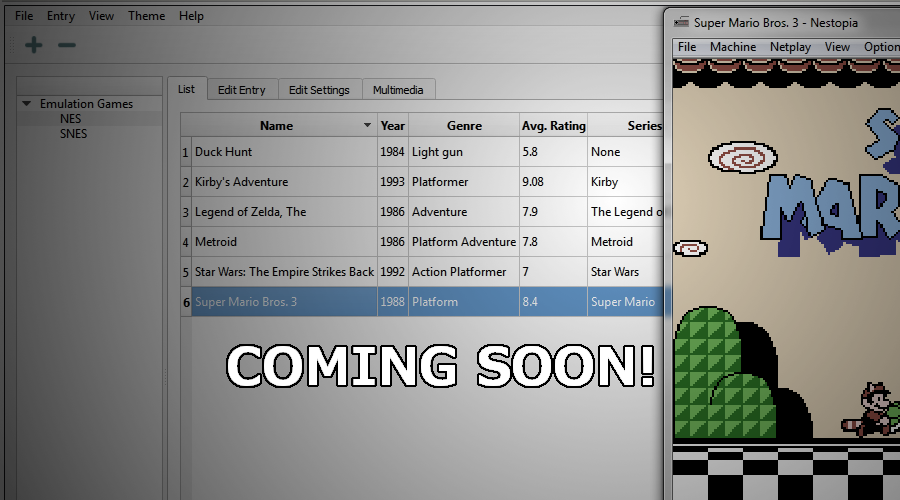 File Entry View Theme Help
Super Mario Bros. 3 - Nestopia
File Machine Netplay View
Emulation Games
NES
SNES
List Edit Entry Edit Settings Multimedia
Name Year Genre Avg. Rating Series
1 Duck Hunt 1984 Light gun 5.8 None
2 Kirby's Adventure 1993 Platformer 9.08 Kirby
3 Legend of Zelda, The 1986 Adventure 7.9 The Legend
4 Metroid 1986 Platform Adventure 7.8 Metroid
5 Star Wars: The Empire Strikes Back 1992 Action Platformer 7 Star Wars
6 Super Mario Bros. 3 1988 Platform 8.4 Super Mario
COMING SOON!